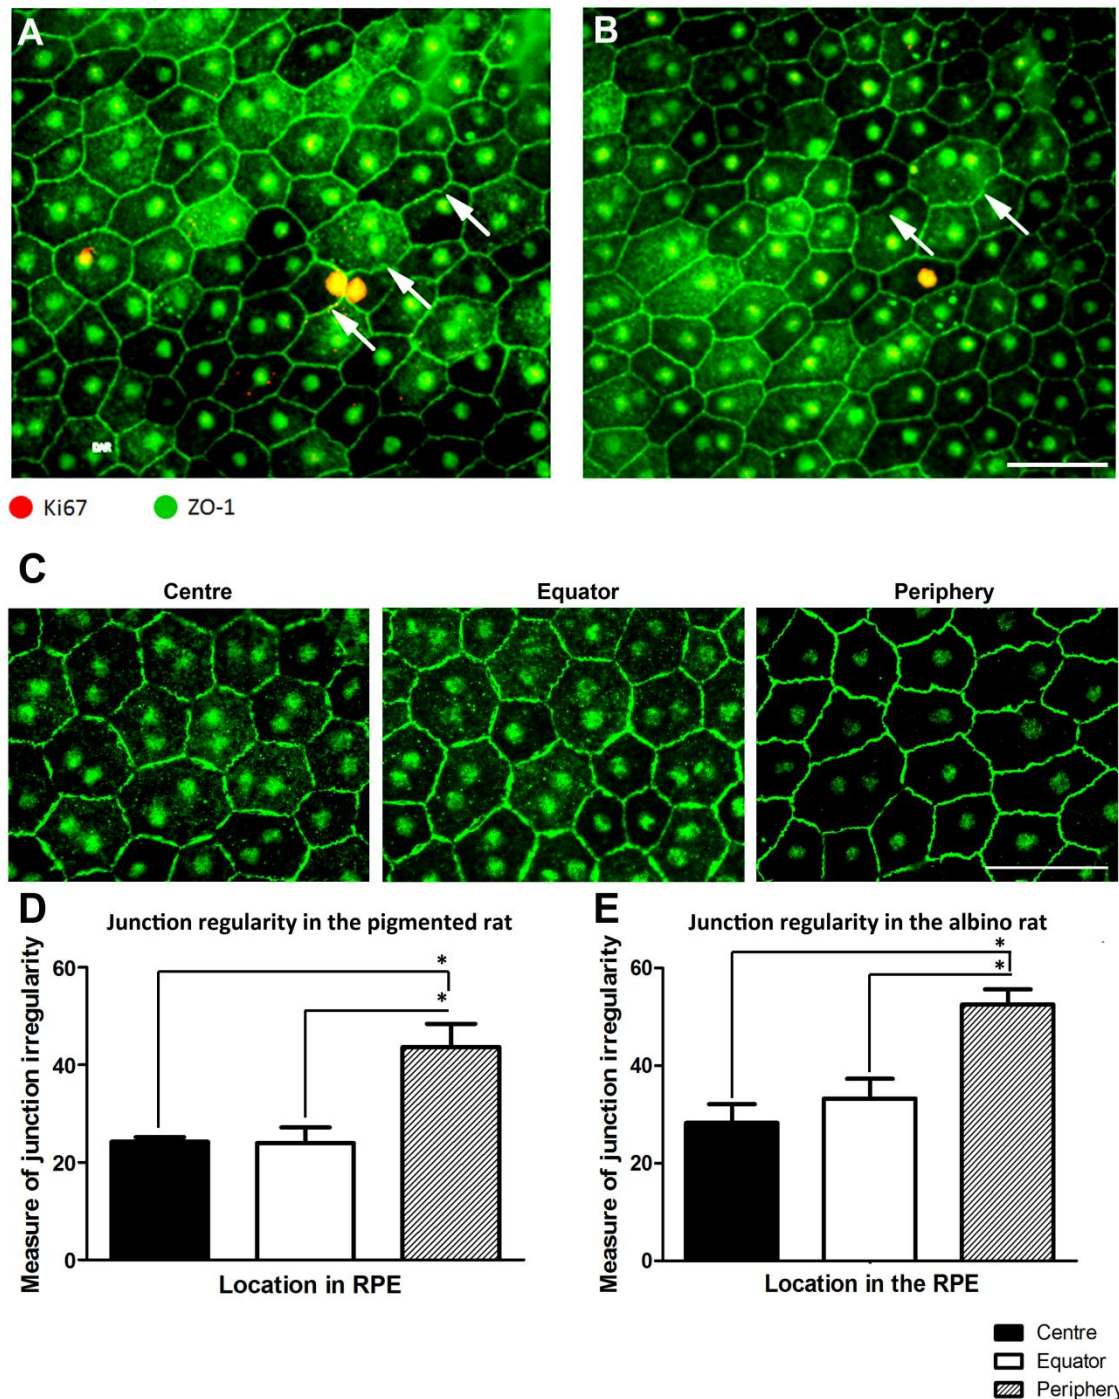 A
B
DAR
Ki67 ZO-1
C
Centre Equator Periphery
D
Junction regularity in the pigmented rat
Measure of junction irregularity
60
40
20
0
*
*
Location in RPE
E
Junction regularity in the albino rat
Measure of junction irregularity
60
40
20
0
*
*
Location in the RPE
Centre
Equator
Periphery